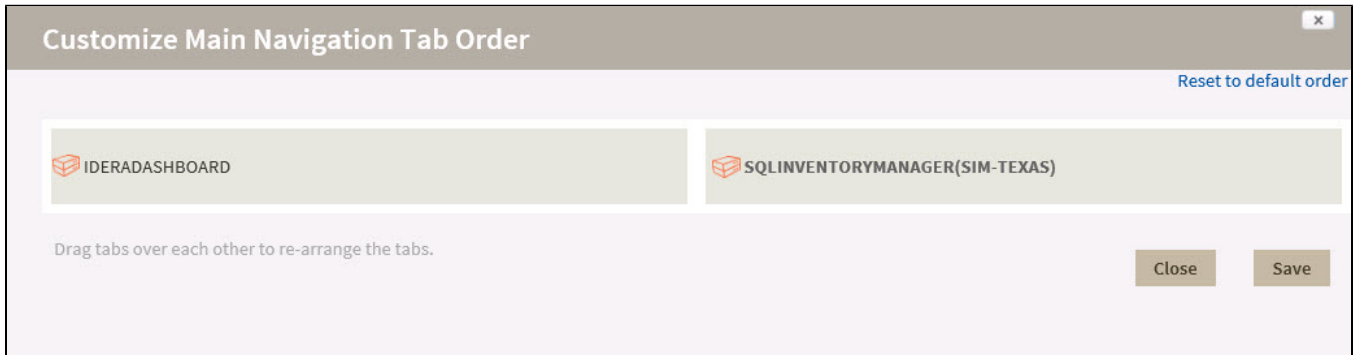 Customize Main Navigation Tab Order
Reset to default order
IDERADASHBOARD
SQLINVENTORYMANAGER(SIM-TEXAS)
Drag tabs over each other to re-arrange the tabs.
Close
Save